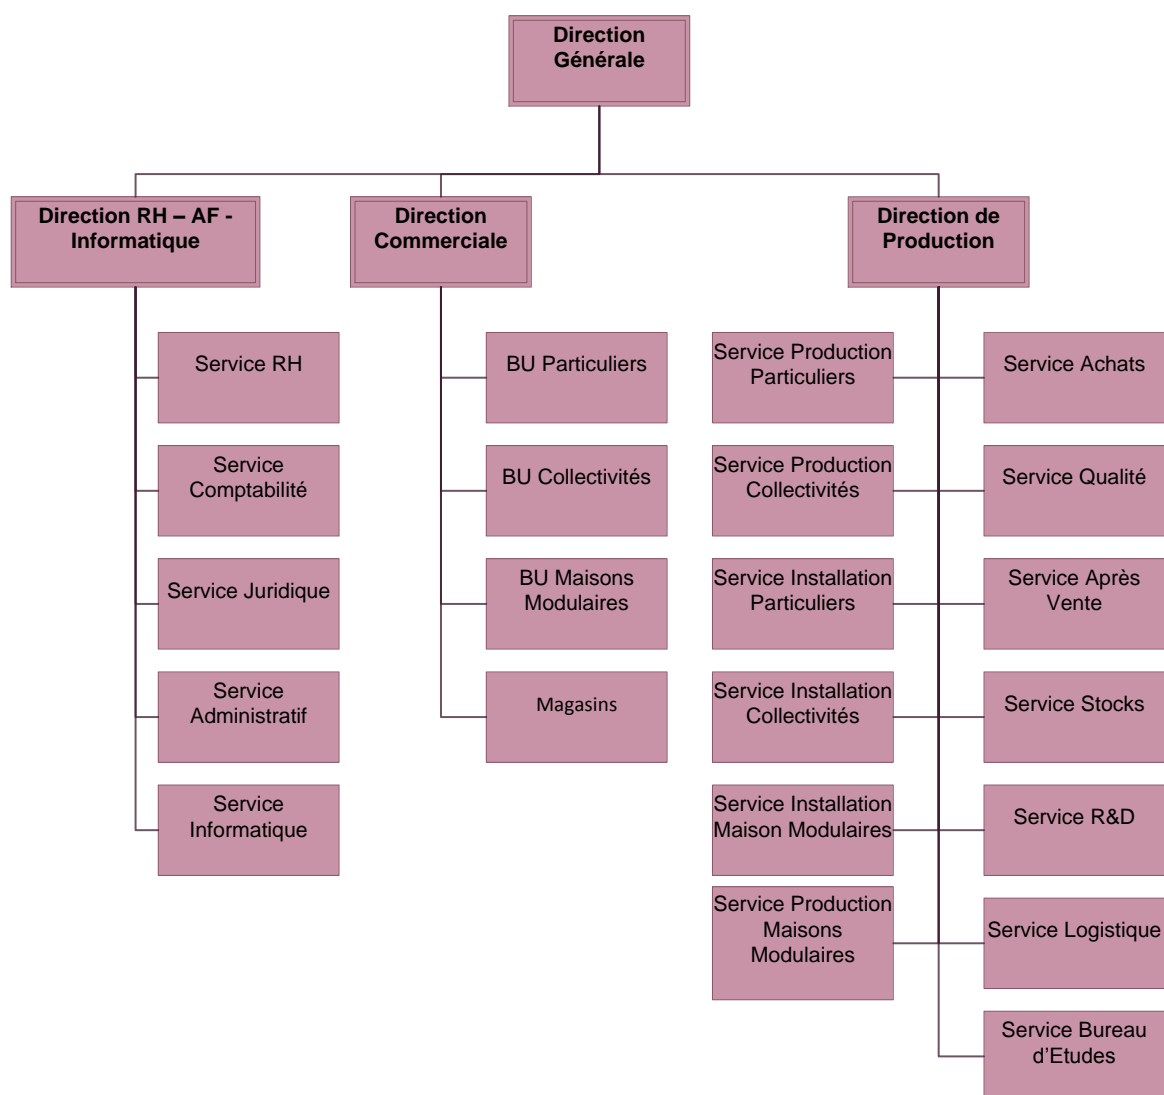 Direction
Générale
Direction RH – AF -
Informatique
Direction
Commerciale
Direction de
Production
Service RH
Service
Comptabilité
Service Juridique
Service
Administratif
Service
Informatique
BU Particuliers
BU Collectivités
BU Maisons
Modulaires
Magasins
Service Production
Particuliers
Service Production
Collectivités
Service Installation
Particuliers
Service Installation
Collectivités
Service Installation
Maison Modulaires
Service Production
Maisons
Modulaires
Service Achats
Service Qualité
Service Après
Vente
Service Stocks
Service R&D
Service Logistique
Service Bureau
d’Etudes